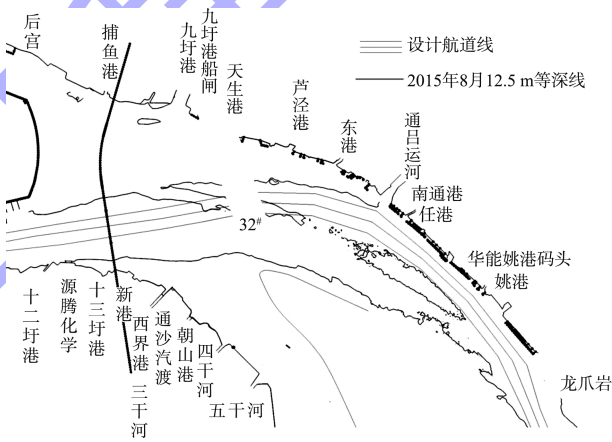 后宫
捕鱼港
九圩港
九圩港船闸
天生港
芦泾港
东港
通吕运河
设计航道线
2015年8月12.5 m等深线
南通港
任港
32#
华能姚港码头
姚港
龙爪岩
十二圩港
源腾化学
十三圩港
新港
西界港
三干河
通沙汽渡
朝山港
四干河
五干河